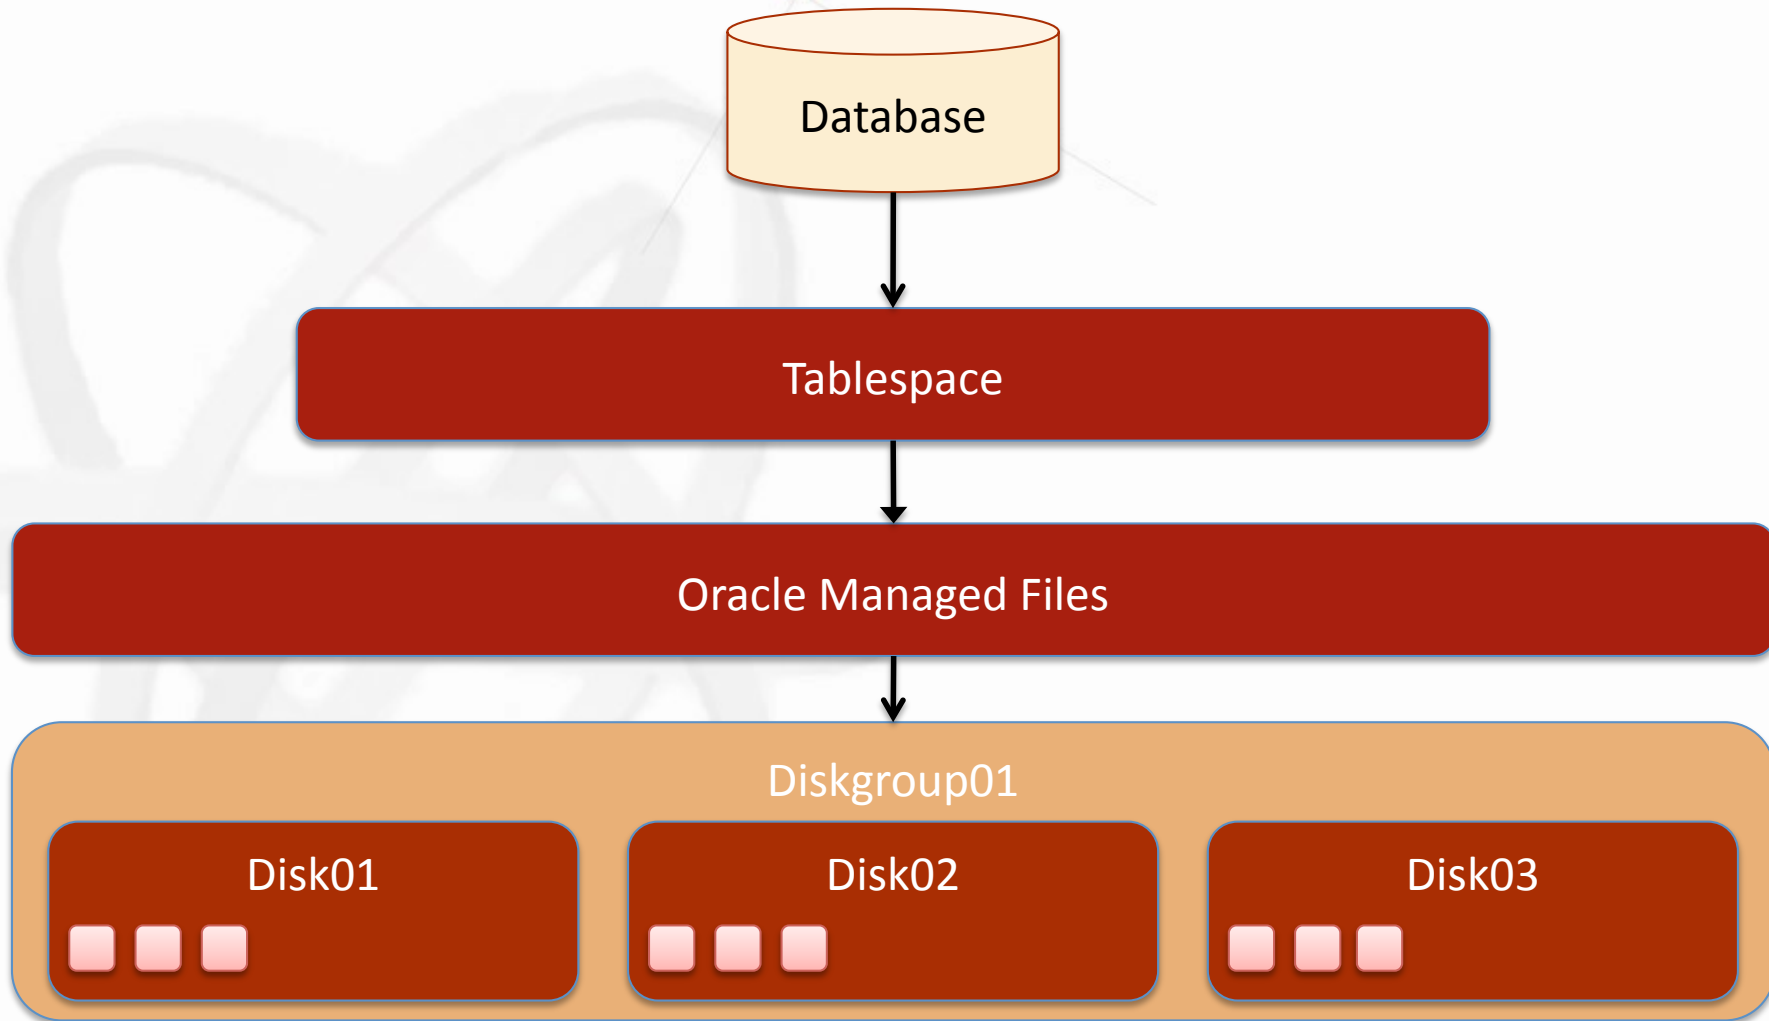 Database
Tablespace
Oracle Managed Files
Diskgroup01
Disk01
Disk02
Disk03